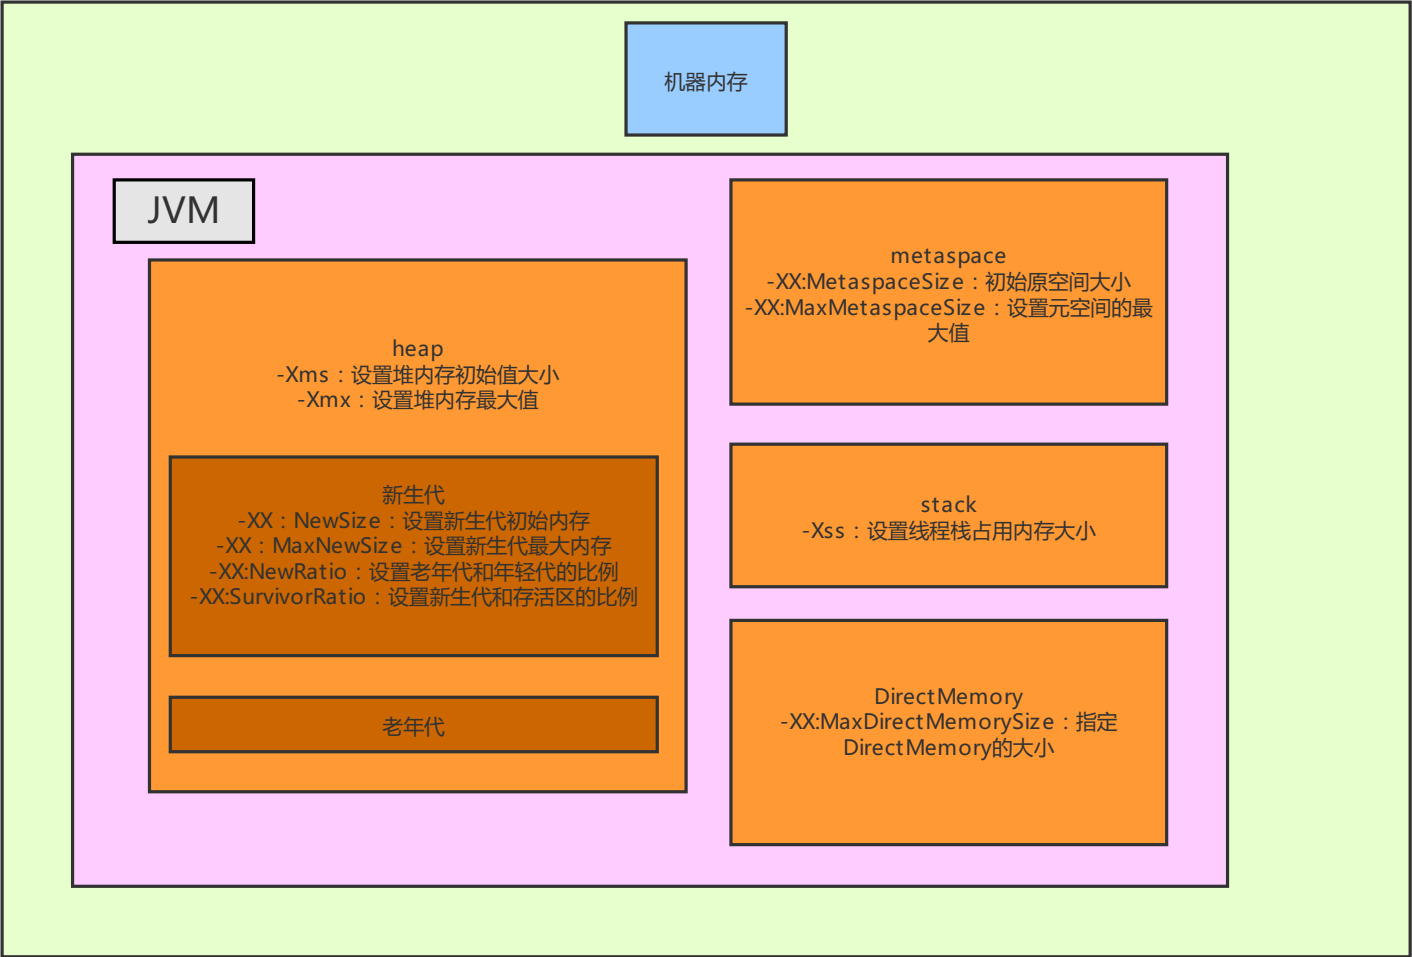 机器内存
JVM
heap
-Xms：设置堆内存初始值大小
-Xmx：设置堆内存最大值
新生代
-XX：NewSize：设置新生代初始内存
-XX：MaxNewSize：设置新生代最大内存
-XX:NewRatio：设置老年代和年轻代的比例
-XX:SurvivorRatio：设置新生代和存活区的比例
老年代
metaspace
-XX:MetaspaceSize：初始原空间大小
-XX:MaxMetaspaceSize：设置元空间的最
大值
stack
-Xss：设置线程栈占用内存大小
DirectMemory
-XX:MaxDirectMemorySize：指定
DirectMemory的大小